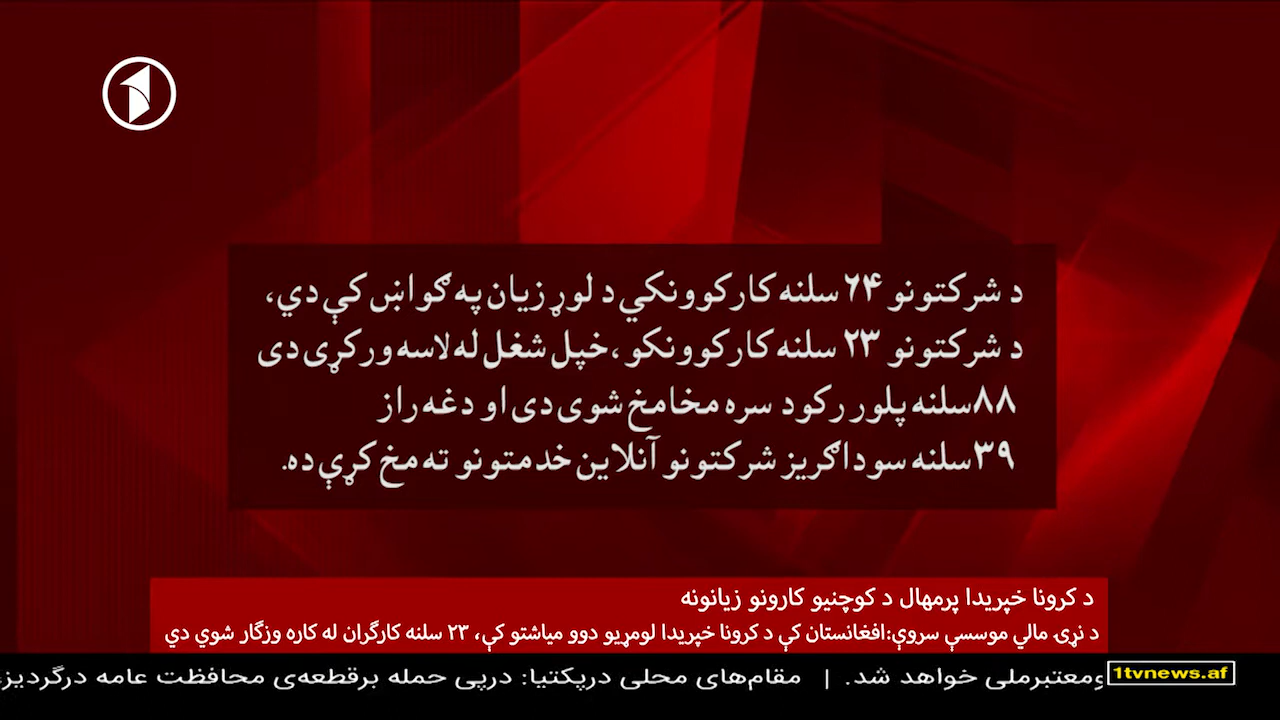 د شرکتونو ۶۴ سلنه کارکوونکي د لوړ زیان په ګواښ کې دي،
د شرکتونو ۲۳ سلنه کارکوونکو ،خپل شغل له لاسه ورکړی دی
۸۸سلنه پلور رکود سره مخامخ شوی دی او دغه راز
۳۹سلنه سوداګریز شرکتونو آنلاین خدمتونو ته مخ کړې ده.
د کرونا خپریدا پرمهال د کوچنیو کارونو زیانونه
د نړۍ مالي موسسې سروې:افغانستان کې د کرونا خپریدا لومړیو دوو میاشتو کې، ۲۳ سلنه کارگران له کاره وزگار شوي دي
ومعتبرملی خواهد شد. | مقام‌های محلی درپکتیا: درپی حمله برقطعه‌ی محافظت عامه درگردیز،
1tvnews.af